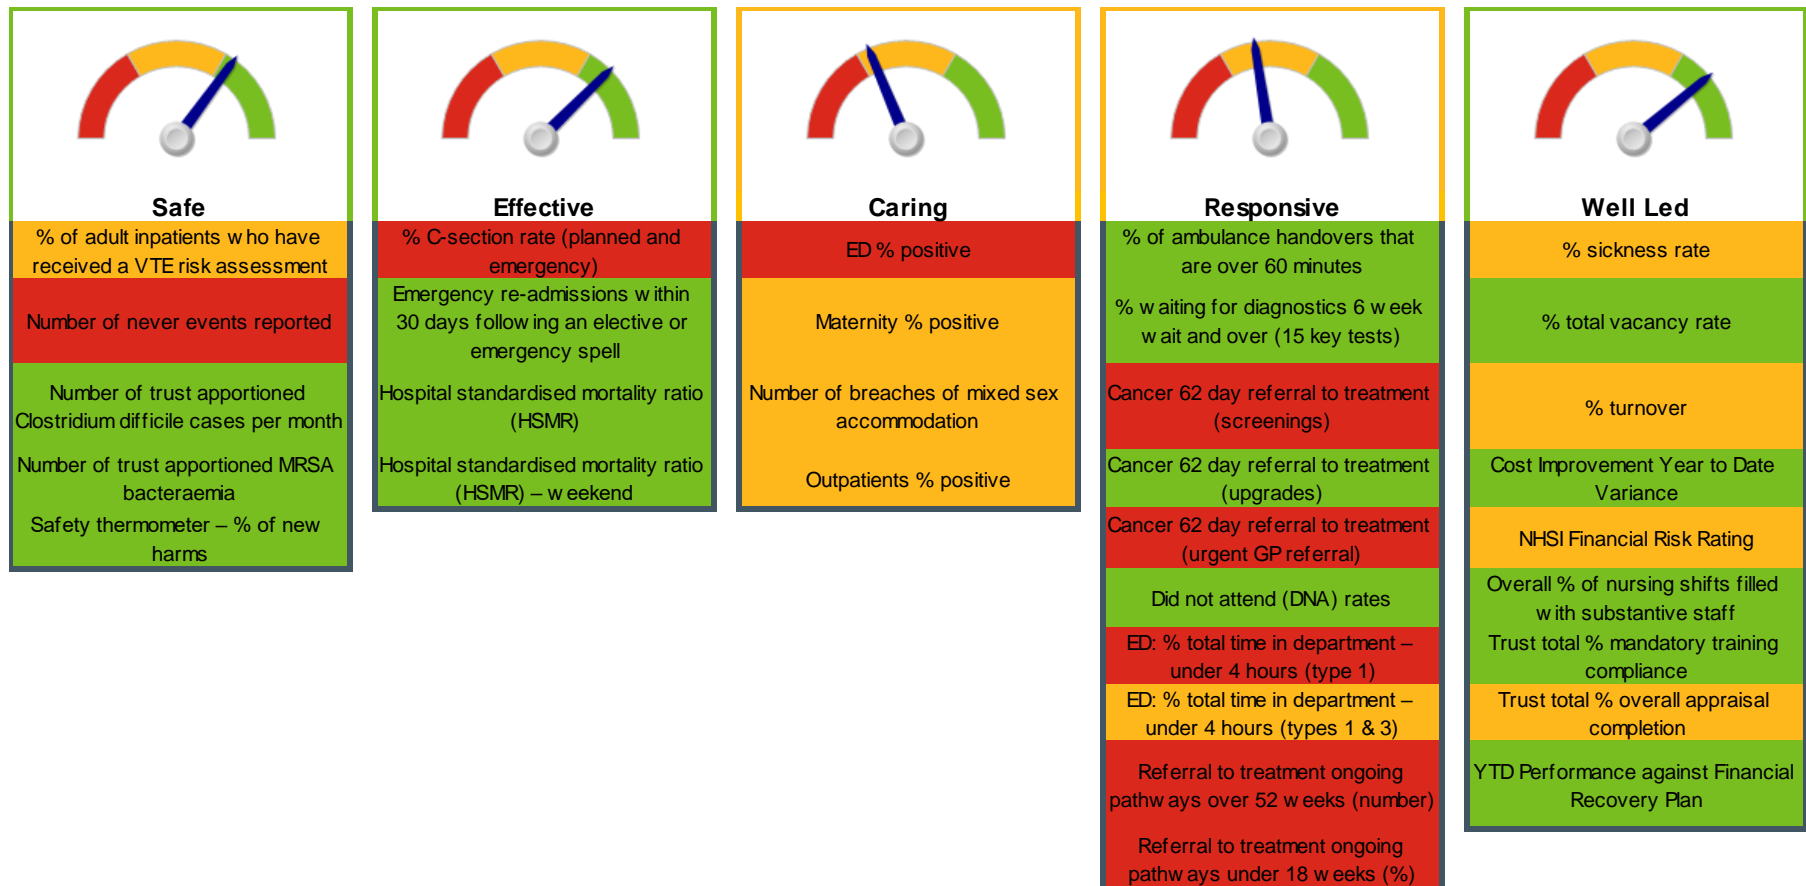 Safe
% of adult inpatients who have
received a VTE risk assessment
Number of never events reported
Number of trust apportioned
Clostridium difficile cases per month
Number of trust apportioned MRSA
bacteraemia
Safety thermometer – % of new
harms
Effective
% C-section rate (planned and
emergency)
Emergency re-admissions within
30 days following an elective or
emergency spell
Hospital standardised mortality ratio
(HSMR)
Hospital standardised mortality ratio
(HSMR) – weekend
Caring
ED % positive
Maternity % positive
Number of breaches of mixed sex
accommodation
Outpatients % positive
Responsive
% of ambulance handovers that
are over 60 minutes
% waiting for diagnostics 6 week
wait and over (15 key tests)
Cancer 62 day referral to treatment
(screenings)
Cancer 62 day referral to treatment
(upgrades)
Cancer 62 day referral to treatment
(urgent GP referral)
Did not attend (DNA) rates
ED: % total time in department –
under 4 hours (type 1)
ED: % total time in department –
under 4 hours (types 1 & 3)
Referral to treatment ongoing
pathways over 52 weeks (number)
Referral to treatment ongoing
pathways under 18 weeks (%)
Well Led
% sickness rate
% total vacancy rate
% turnover
Cost Improvement Year to Date
Variance
NHSI Financial Risk Rating
Overall % of nursing shifts filled
with substantive staff
Trust total % mandatory training
compliance
Trust total % overall appraisal
completion
YTD Performance against Financial
Recovery Plan